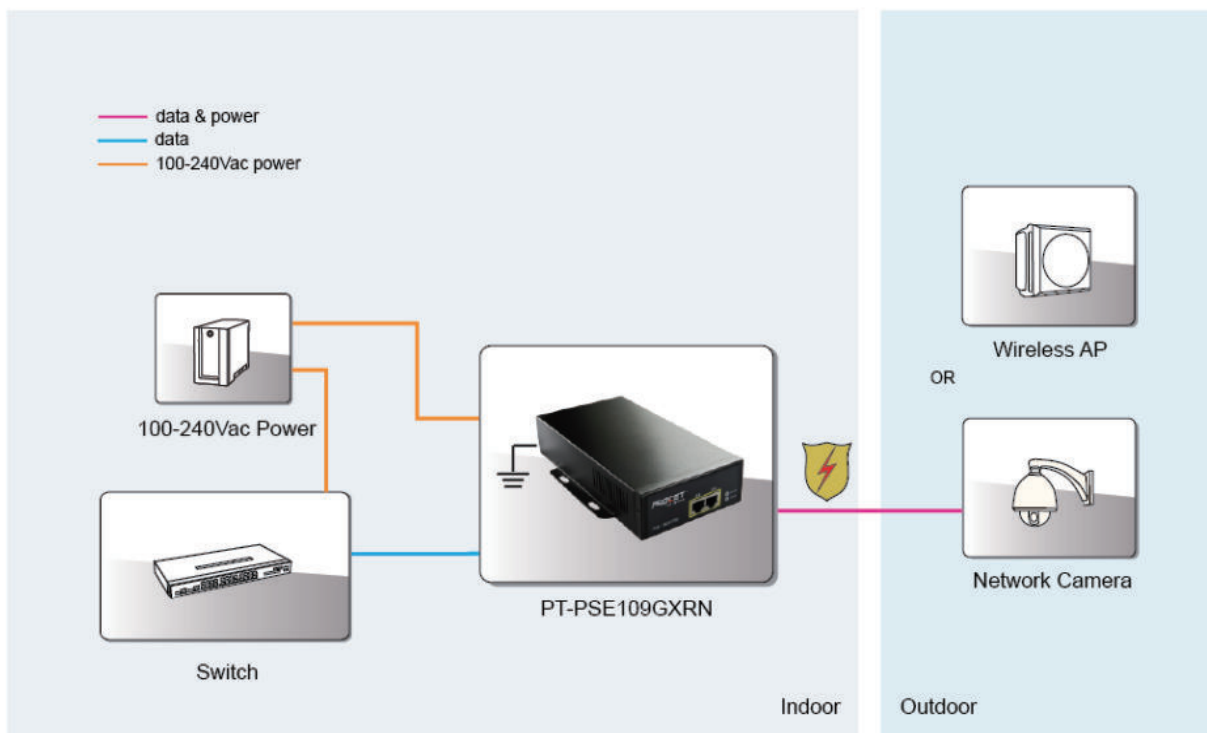 data & power
data
100-240Vac power
100-240Vac Power
Switch
PT-PSE109GXRN
Wireless AP
OR
Network Camera
Indoor
Outdoor